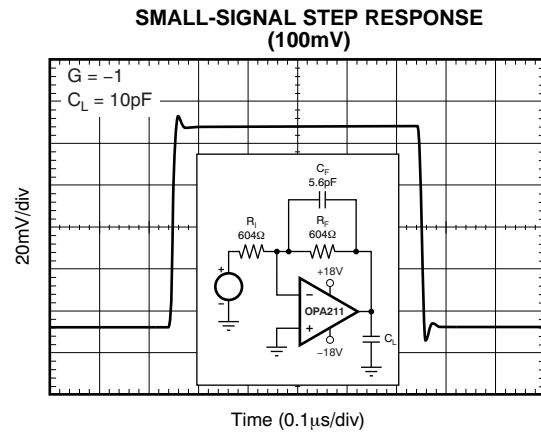 SMALL-SIGNAL STEP RESPONSE
(100mV)
G = −1
C_L = 10pF
20mV/div
C_F
5.6pF
R_I
604Ω
R_F
604Ω
+
−
+18V
−
OPA211
+
−18V
C_L
Time (0.1μs/div)